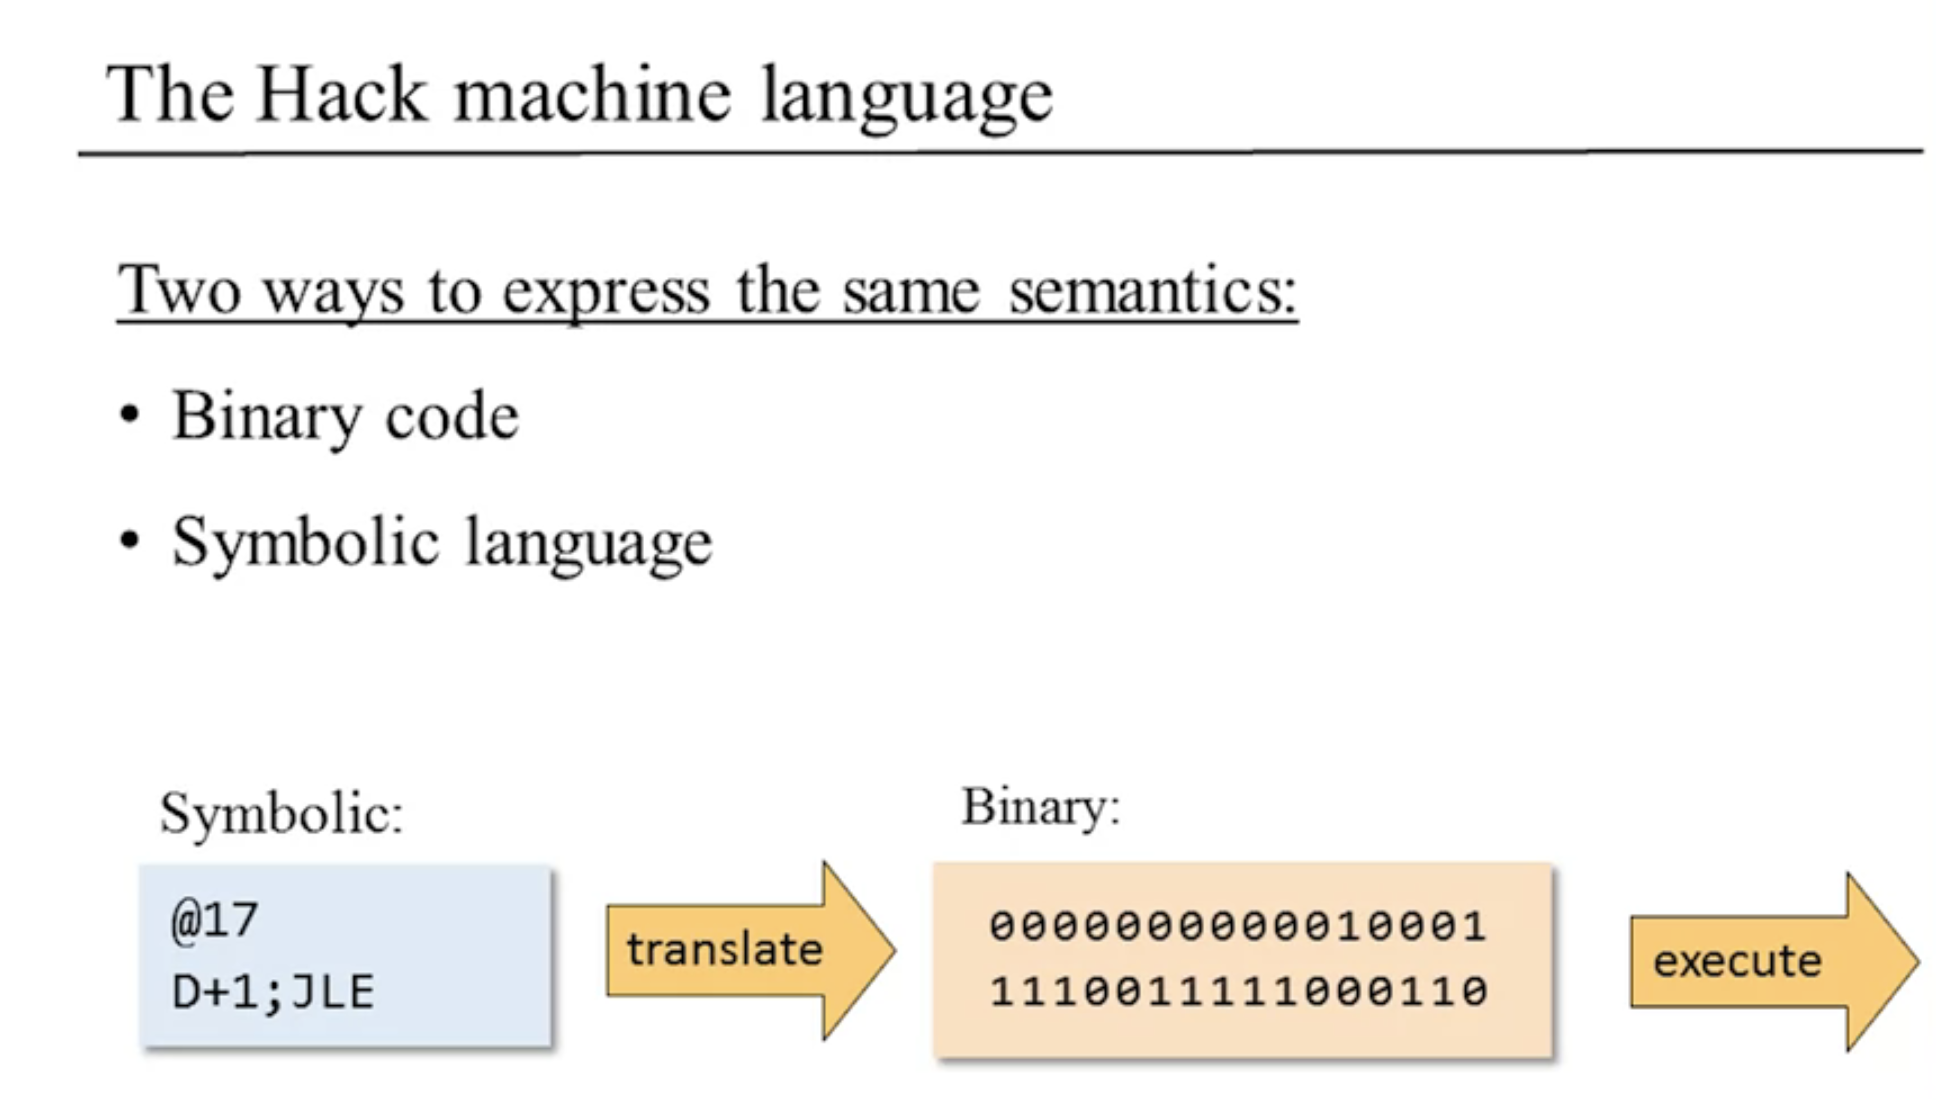 The Hack machine language
Two ways to express the same semantics:
• Binary code
• Symbolic language
Symbolic:
@17
D+1;JLE
translate
Binary:
0000000000010001
1110011111000110
execute